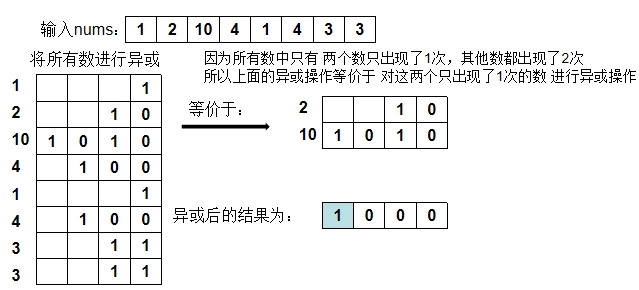 输入nums: 1 2 10 4 1 4 3 3
将所有数进行异或
因为所有数中只有 两个数只出现了1次，其他数都出现了2次
所以上面的异或操作等价于 对这两个只出现了1次的数 进行异或操作
1 1
2 1 0
10 1 0 1 0
4 1 0 0
1 1
4 1 0 0
3 1 1
3 1 1
等价于：
2 1 0
10 1 0 1 0
异或后的结果为： 1 0 0 0